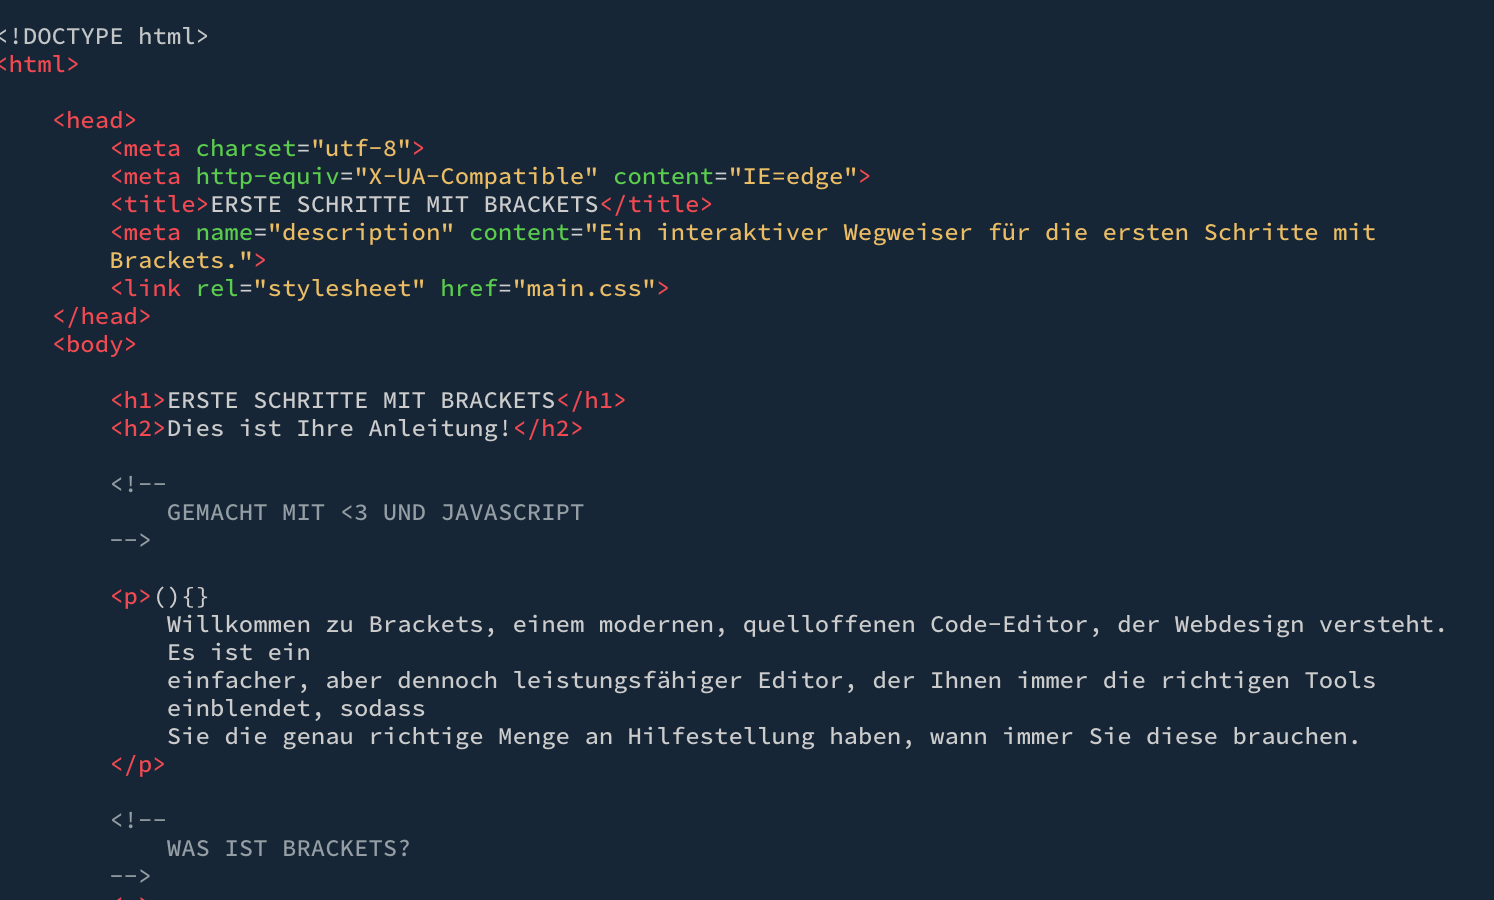 <!DOCTYPE html>
<html>
<head>
<meta charset="utf-8">
<meta http-equiv="X-UA-Compatible" content="IE=edge">
<title>ERSTE SCHRITTE MIT BRACKETS</title>
<meta name="description" content="Ein interaktiver Wegweiser für die ersten Schritte mit
Brackets.">
<link rel="stylesheet" href="main.css">
</head>
<body>
<h1>ERSTE SCHRITTE MIT BRACKETS</h1>
<h2>Dies ist Ihre Anleitung!</h2>
<!--
GEMACHT MIT <3 UND JAVASCRIPT
-->
<p>(){}
Willkommen zu Brackets, einem modernen, quelloffenen Code-Editor, der Webdesign versteht.
Es ist ein
einfacher, aber dennoch leistungsfähiger Editor, der Ihnen immer die richtigen Tools
einblendet, sodass
Sie die genau richtige Menge an Hilfestellung haben, wann immer Sie diese brauchen.
</p>
<!--
WAS IST BRACKETS?
-->